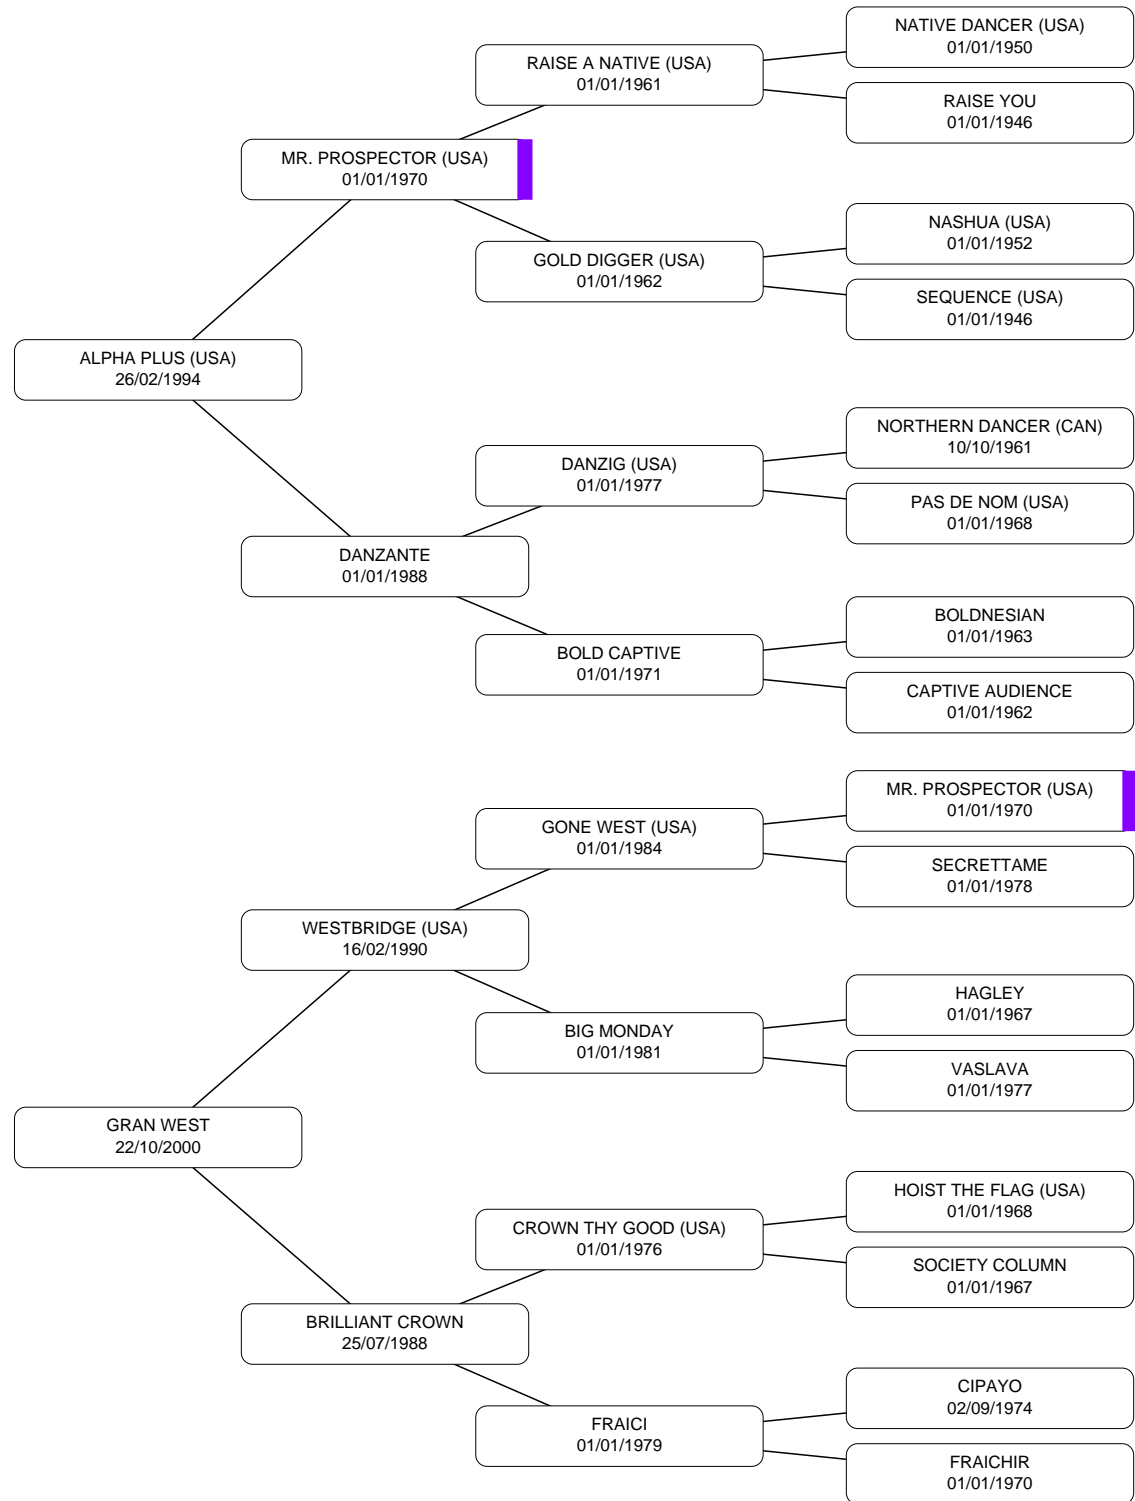 NATIVE DANCER (USA)
01/01/1950
RAISE A NATIVE (USA)
01/01/1961
RAISE YOU
01/01/1946
MR. PROSPECTOR (USA)
01/01/1970
NASHUA (USA)
01/01/1952
GOLD DIGGER (USA)
01/01/1962
SEQUENCE (USA)
01/01/1946
ALPHA PLUS (USA)
26/02/1994
NORTHERN DANCER (CAN)
10/10/1961
DANZIG (USA)
01/01/1977
PAS DE NOM (USA)
01/01/1968
DANZANTE
01/01/1988
BOLDNESIAN
01/01/1963
BOLD CAPTIVE
01/01/1971
CAPTIVE AUDIENCE
01/01/1962
MR. PROSPECTOR (USA)
01/01/1970
GONE WEST (USA)
01/01/1984
SECRETTAME
01/01/1978
WESTBRIDGE (USA)
16/02/1990
HAGLEY
01/01/1967
BIG MONDAY
01/01/1981
VASLAVA
01/01/1977
GRAN WEST
22/10/2000
HOIST THE FLAG (USA)
01/01/1968
CROWN THY GOOD (USA)
01/01/1976
SOCIETY COLUMN
01/01/1967
BRILLIANT CROWN
25/07/1988
CIPAYO
02/09/1974
FRAICI
01/01/1979
FRAICHIR
01/01/1970